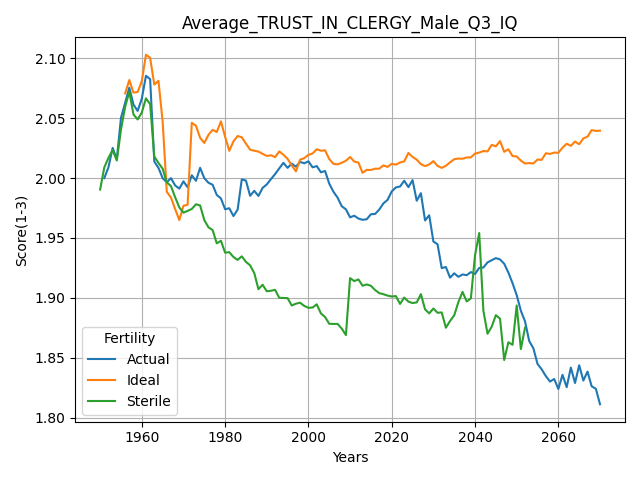 Average_TRUST_IN_CLERGY_Male_Q3_IQ
Score(1-3)
2.10
2.05
2.00
1.95
1.90
1.85
1.80
Fertility
Actual
Ideal
Sterile
1960
1980
2000
2020
2040
2060
Years